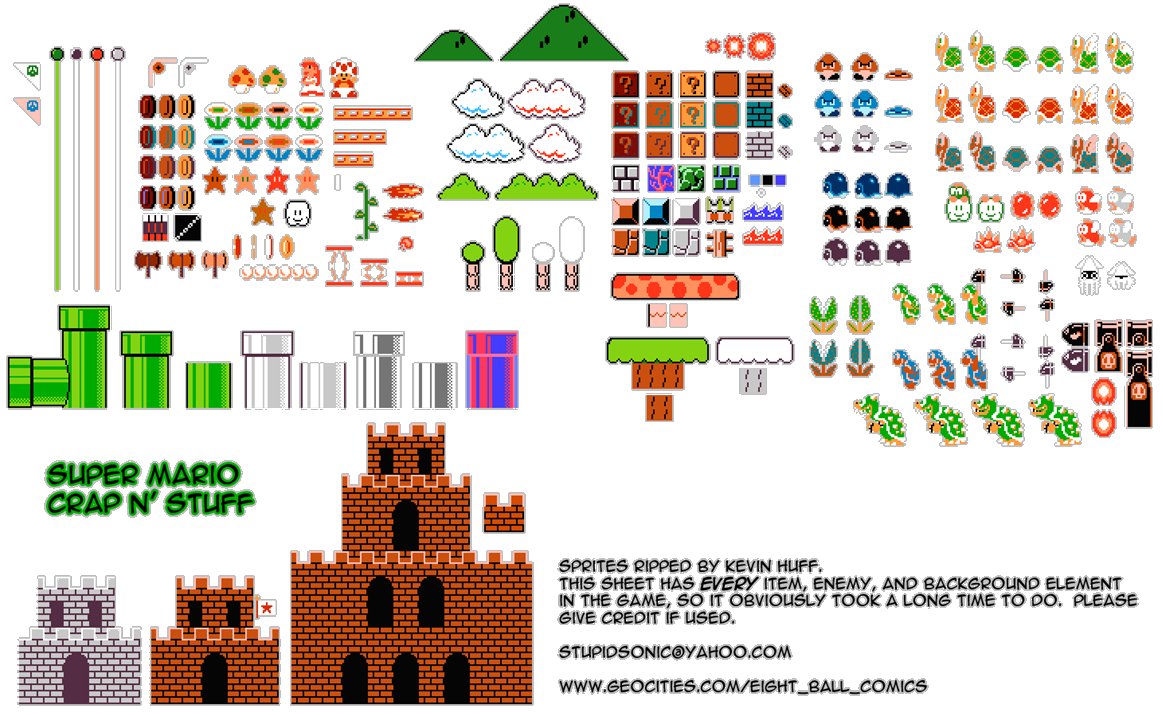 SUPER MARIO
CRAP N' STUFF
SPRITES RIPPED BY KEVIN HUFF.
THIS SHEET HAS EVERY ITEM, ENEMY, AND BACKGROUND ELEMENT
IN THE GAME, SO IT OBVIOUSLY TOOK A LONG TIME TO DO. PLEASE
GIVE CREDIT IF USED.
STUPIDSONIC@YAHOO.COM
WWW.GEOCITIES.COM/EIGHT_BALL_COMICS